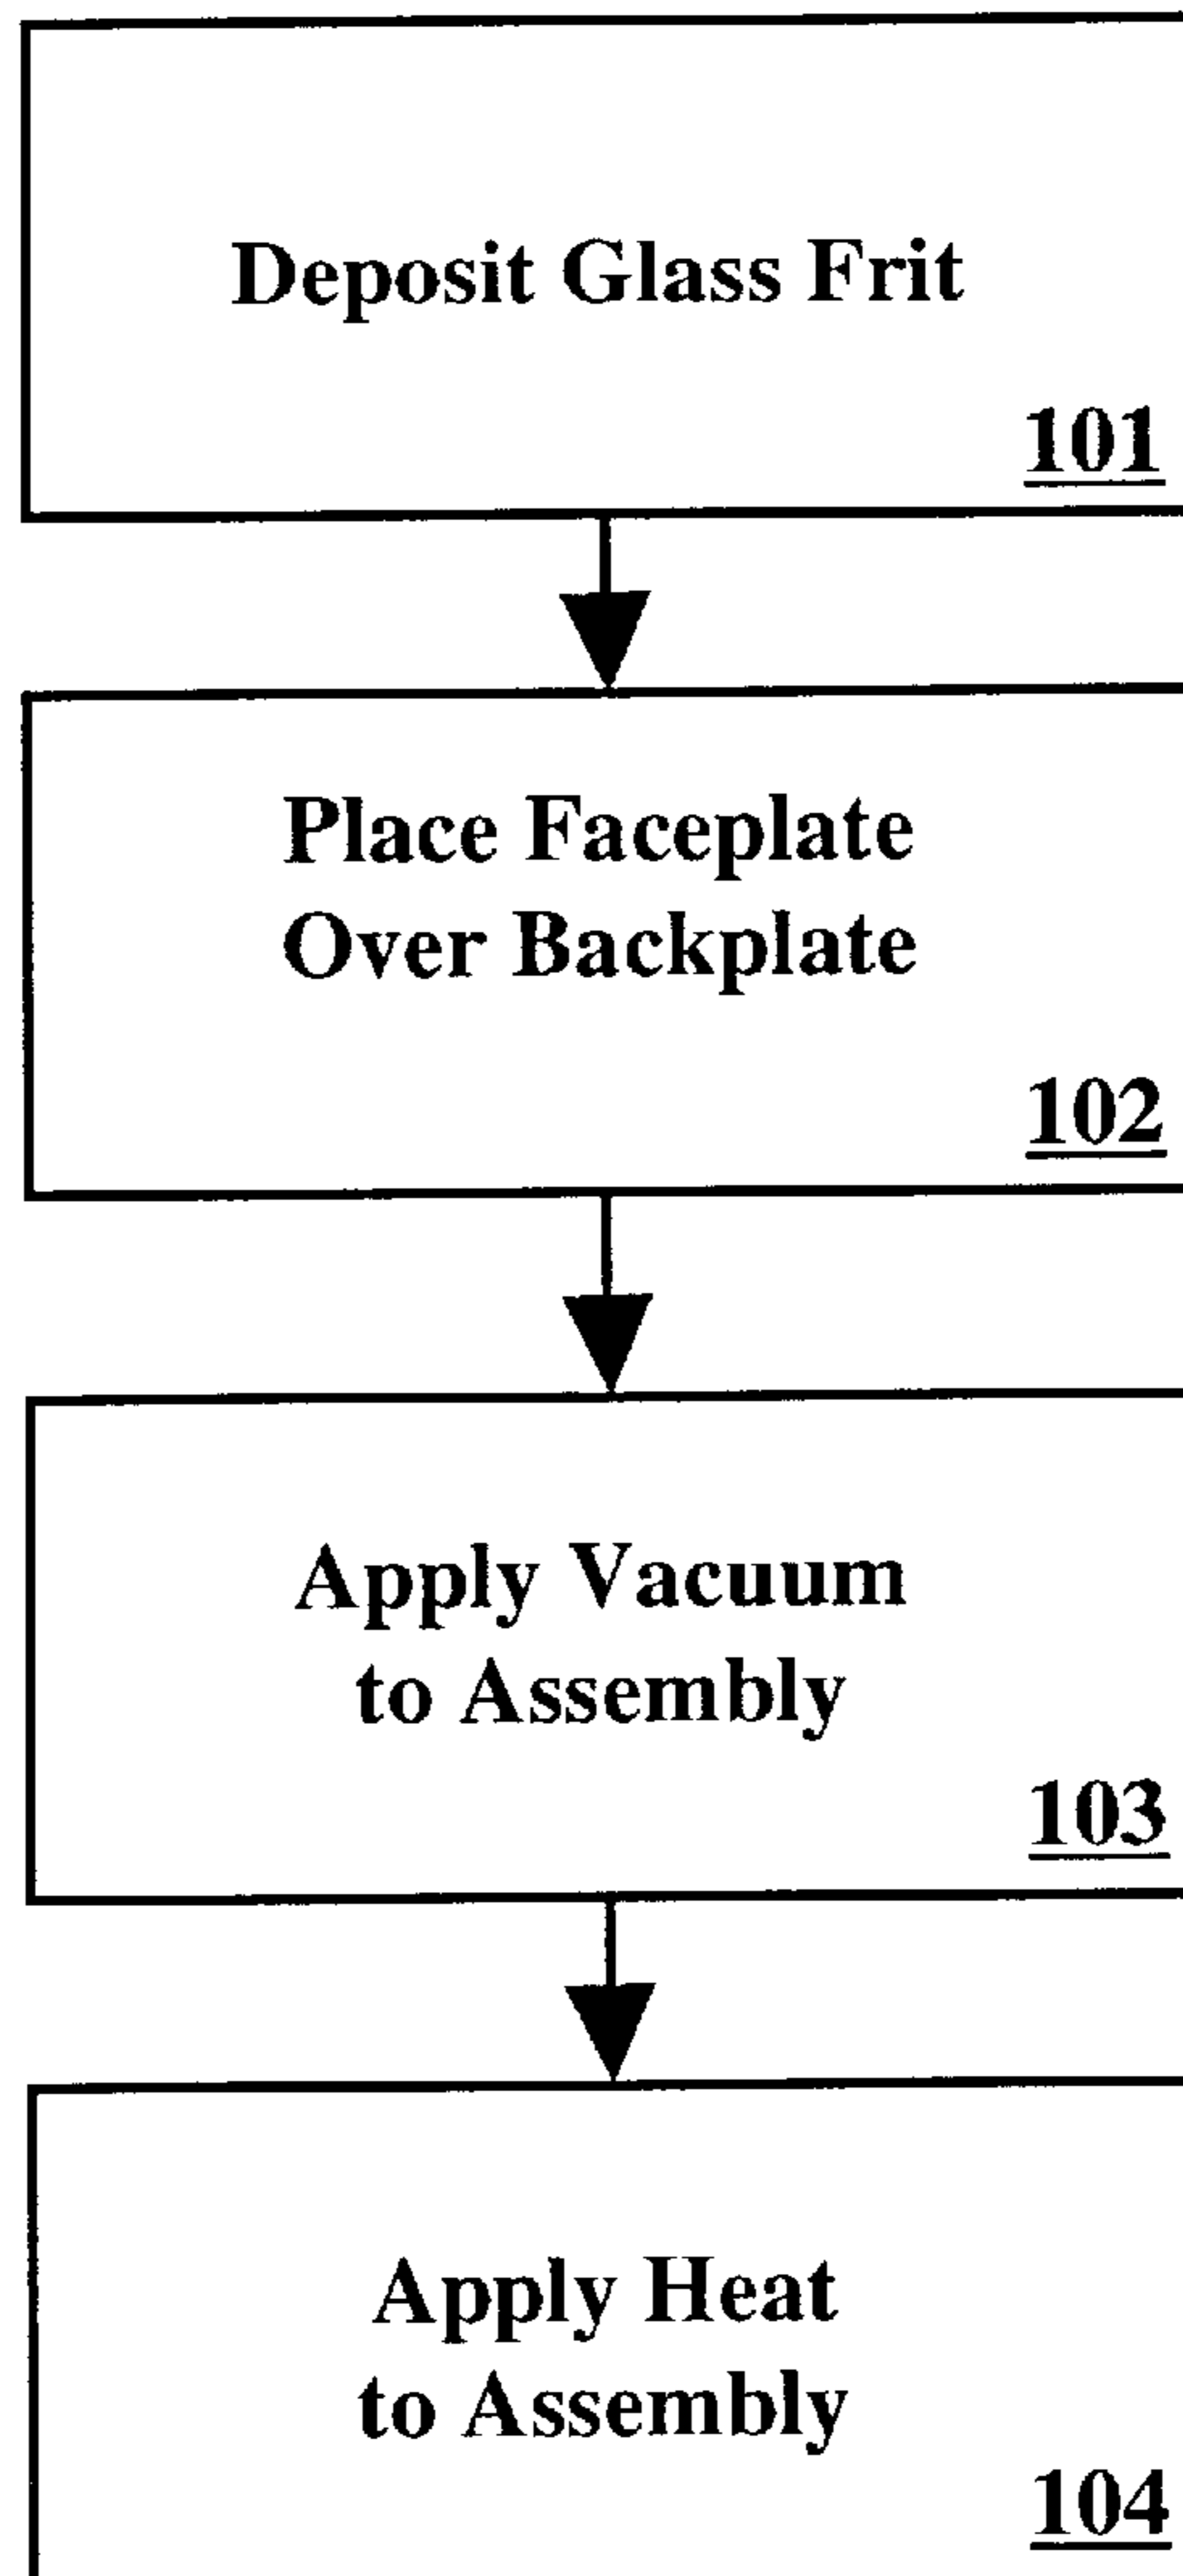 Deposit Glass Frit
101
Place Faceplate
Over Backplate
102
Apply Vacuum
to Assembly
103
Apply Heat
to Assembly
104